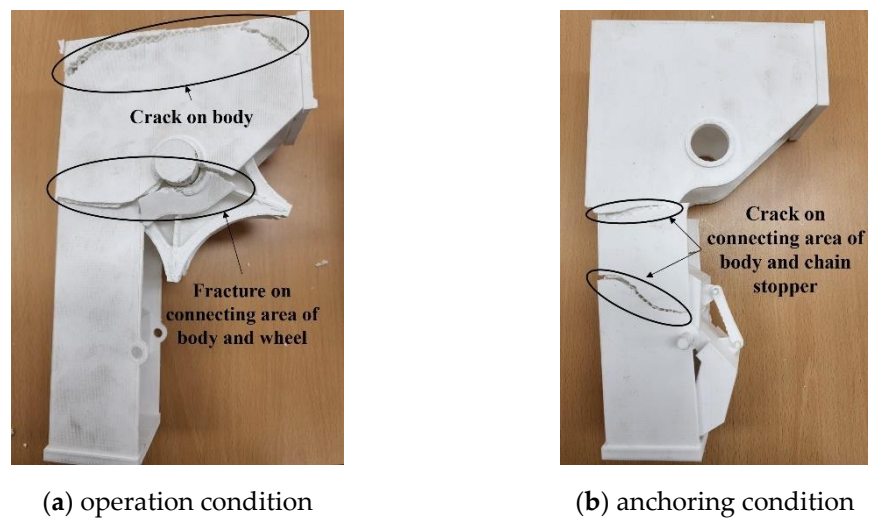 Crack on body
Fracture on
connecting area of
body and wheel
Crack on
connecting area of
body and chain
stopper
(a) operation condition
(b) anchoring condition